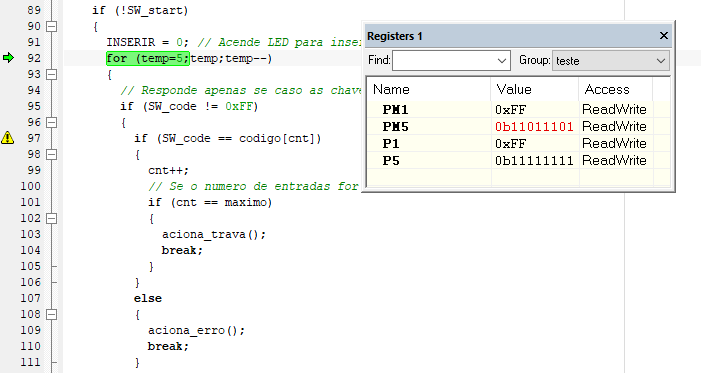 89 if (!SW_start)
90 {
91 INSERIR = 0; // Acende LED para inser
92 for (temp=5;temp;temp--)
93 {
94 // Responde apenas se caso as chave
95 if (SW_code != 0xFF)
96 {
97 if (SW_code == codigo[cnt])
98 {
99 cnt++;
100 // Se o numero de entradas for
101 if (cnt == maximo)
102 {
103 aciona_trava();
104 break;
105 }
106 }
107 else
108 {
109 aciona_erro();
110 break;
111 }
Registers 1
Find: Group: teste
Name Value Access
PM1 0xFF ReadWrite
PM5 0b11011101 ReadWrite
P1 0xFF ReadWrite
P5 0b11111111 ReadWrite